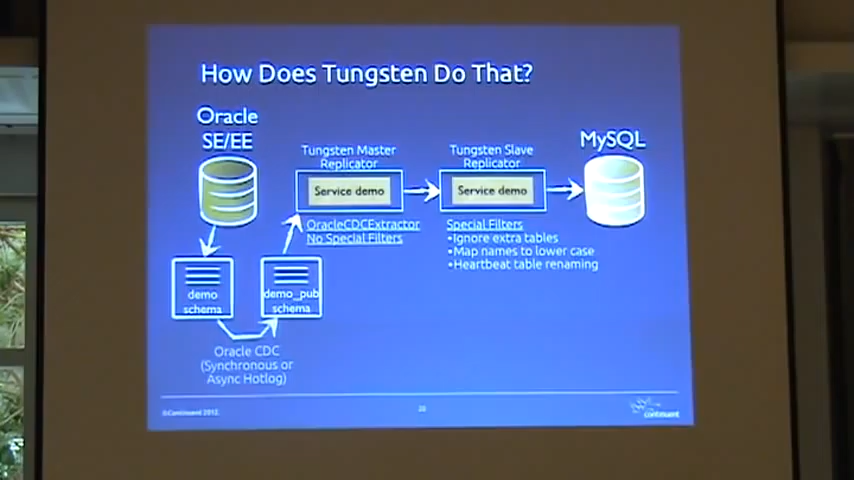 How Does Tungsten Do That?
Oracle
SE/EE
Tungsten Master
Replicator
Service demo
OracleCDCExtractor
No Special Filters
Tungsten Slave
Replicator
Service demo
Special Filters
•Ignore extra tables
•Map names to lower case
•Heartbeat table renaming
MySQL
demo
schema
demo_pub
schema
Oracle CDC
(Synchronous or
Async Hotlog)
©Continuent 2012.
continuent